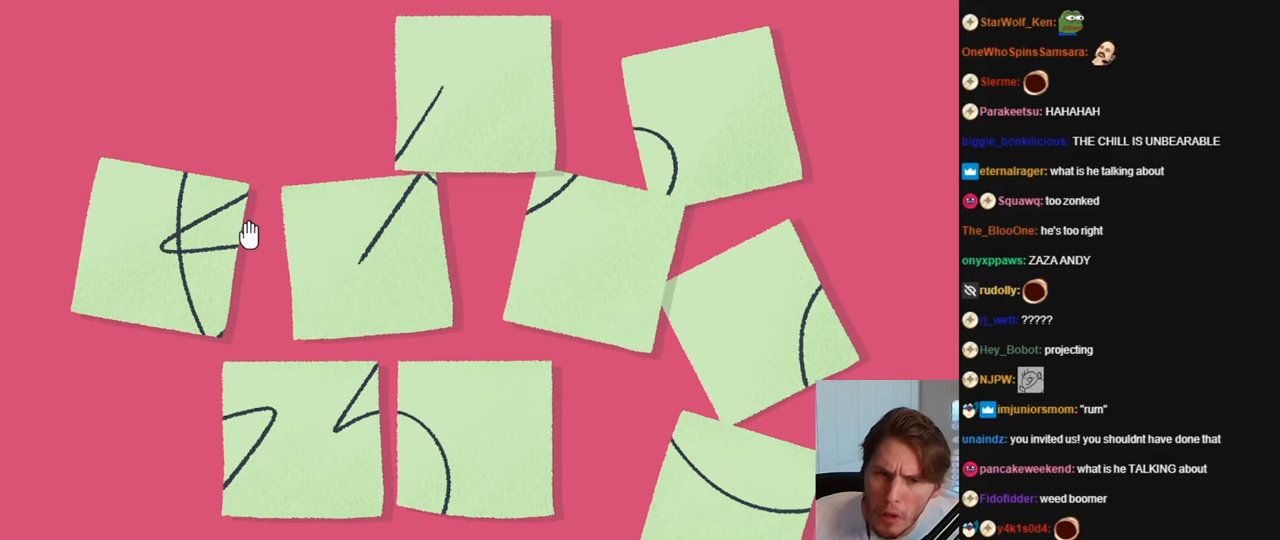 StarWolf_Ken:
OneWhoSpinsSamsara:
Slerme:
Parakeetsu: HAHAHAH
biggie_bonkilicious: THE CHILL IS UNBEARABLE
eternalrager: what is he talking about
Squawq: too zonked
The_BlooOne: he's too right
onyxppaws: ZAZA ANDY
rudolly:
rj_wett: ?????
Hey_Bobot: projecting
NJPW:
imjuniorsmom: "rum"
unaindz: you invited us! you shouldnt have done that
pancakeweekend: what is he TALKING about
Fidofidder: weed boomer
y4k1s0d4: